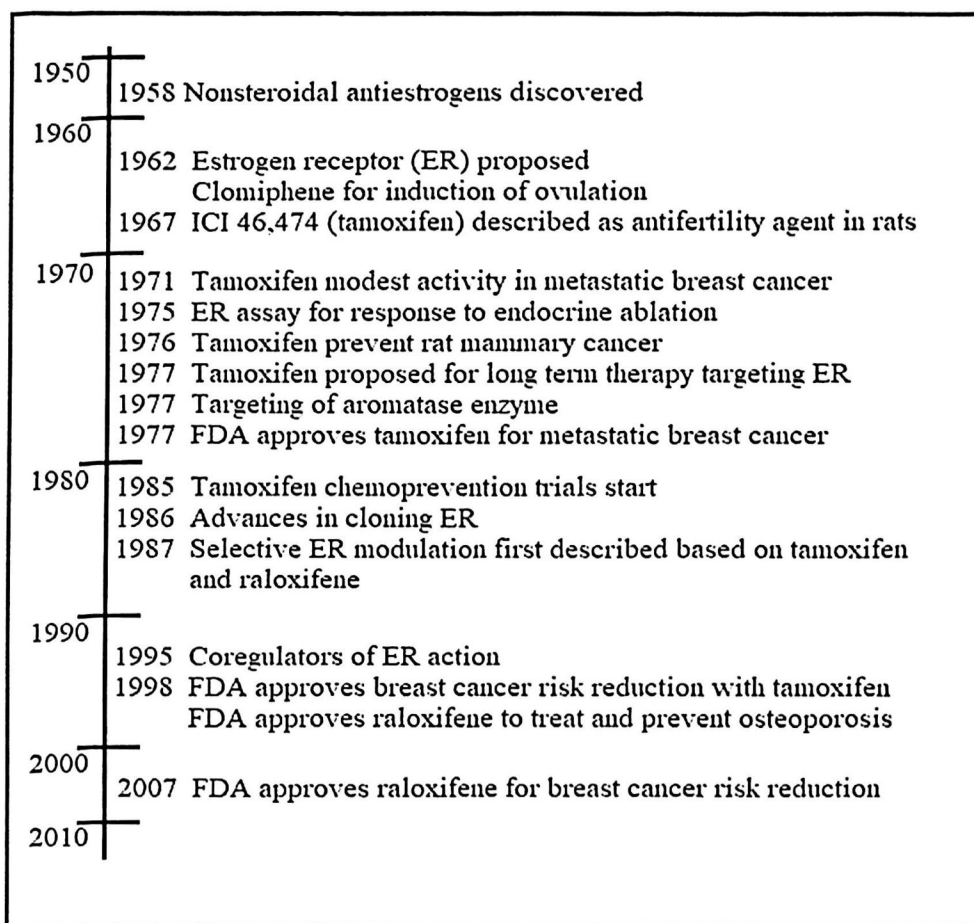 1950
1958 Nonsteroidal antiestrogens discovered
1960
1962 Estrogen receptor (ER) proposed
Clomiphene for induction of ovulation
1967 ICI 46,474 (tamoxifen) described as antifertility agent in rats
1970
1971 Tamoxifen modest activity in metastatic breast cancer
1975 ER assay for response to endocrine ablation
1976 Tamoxifen prevent rat mammary cancer
1977 Tamoxifen proposed for long term therapy targeting ER
1977 Targeting of aromatase enzyme
1977 FDA approves tamoxifen for metastatic breast cancer
1980
1985 Tamoxifen chemoprevention trials start
1986 Advances in cloning ER
1987 Selective ER modulation first described based on tamoxifen
and raloxifene
1990
1995 Coregulators of ER action
1998 FDA approves breast cancer risk reduction with tamoxifen
FDA approves raloxifene to treat and prevent osteoporosis
2000
2007 FDA approves raloxifene for breast cancer risk reduction
2010